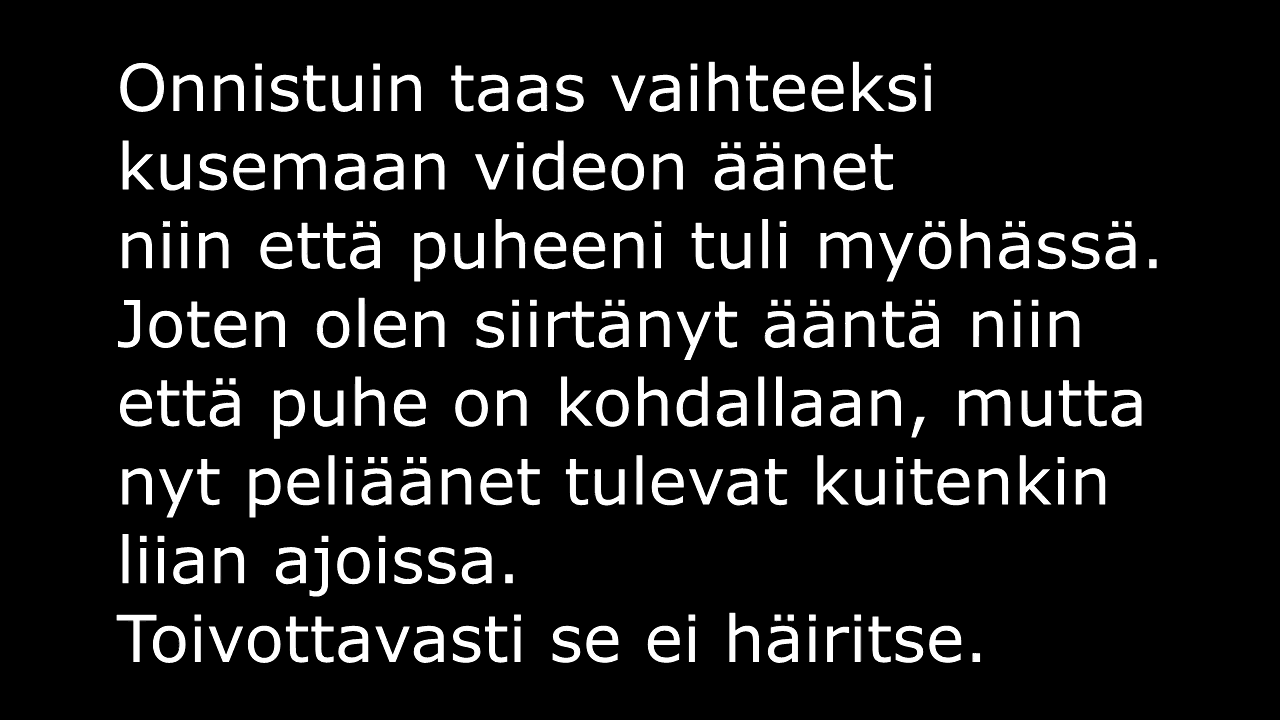 Onnistuin taas vaihteeksi
kusemaan videon äänet
niin että puheeni tuli myöhässä.
Joten olen siirtänyt ääntä niin
että puhe on kohdallaan, mutta
nyt peliäänet tulevat kuitenkin
liian ajoissa.
Toivottavasti se ei häiritse.